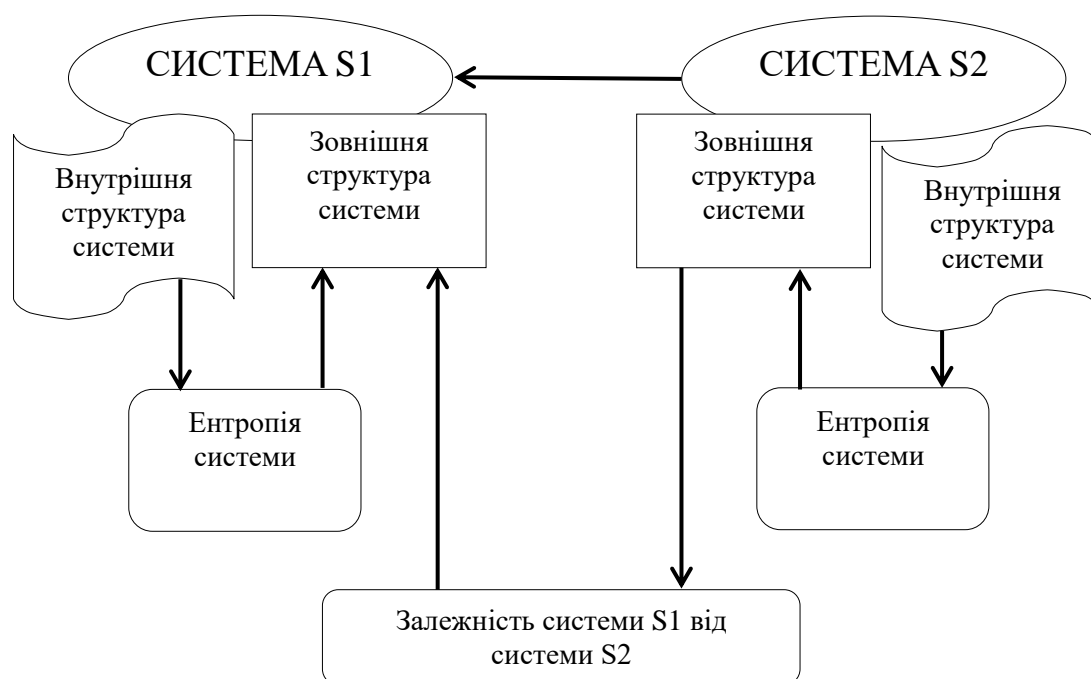 СИСТЕМА S1
СИСТЕМА S2
Внутрішня
структура
системи
Зовнішня
структура
системи
Зовнішня
структура
системи
Внутрішня
структура
системи
Ентропія
системи
Ентропія
системи
Залежність системи S1 від
системи S2